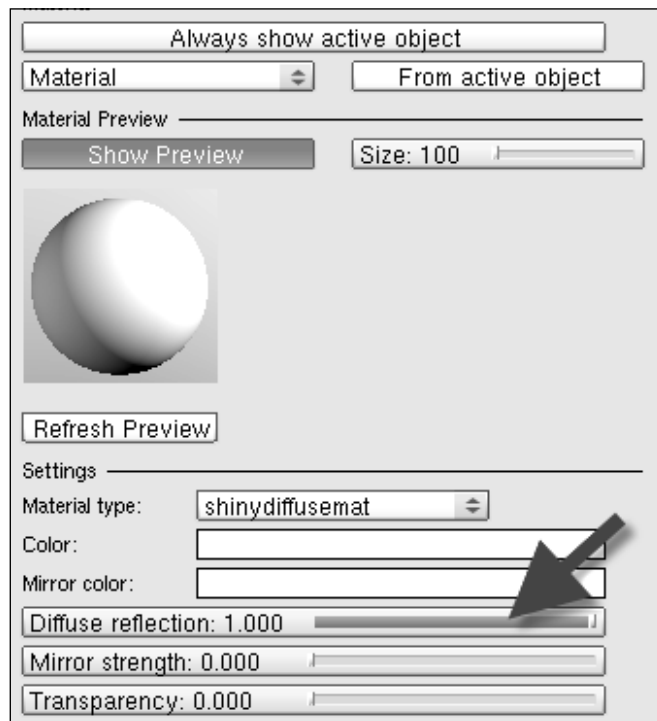 Always show active object
Material From active object
Material Preview
Show Preview Size: 100
Refresh Preview
Settings
Material type: shinydiffusemat
Color:
Mirror color:
Diffuse reflection: 1.000
Mirror strength: 0.000
Transparency: 0.000